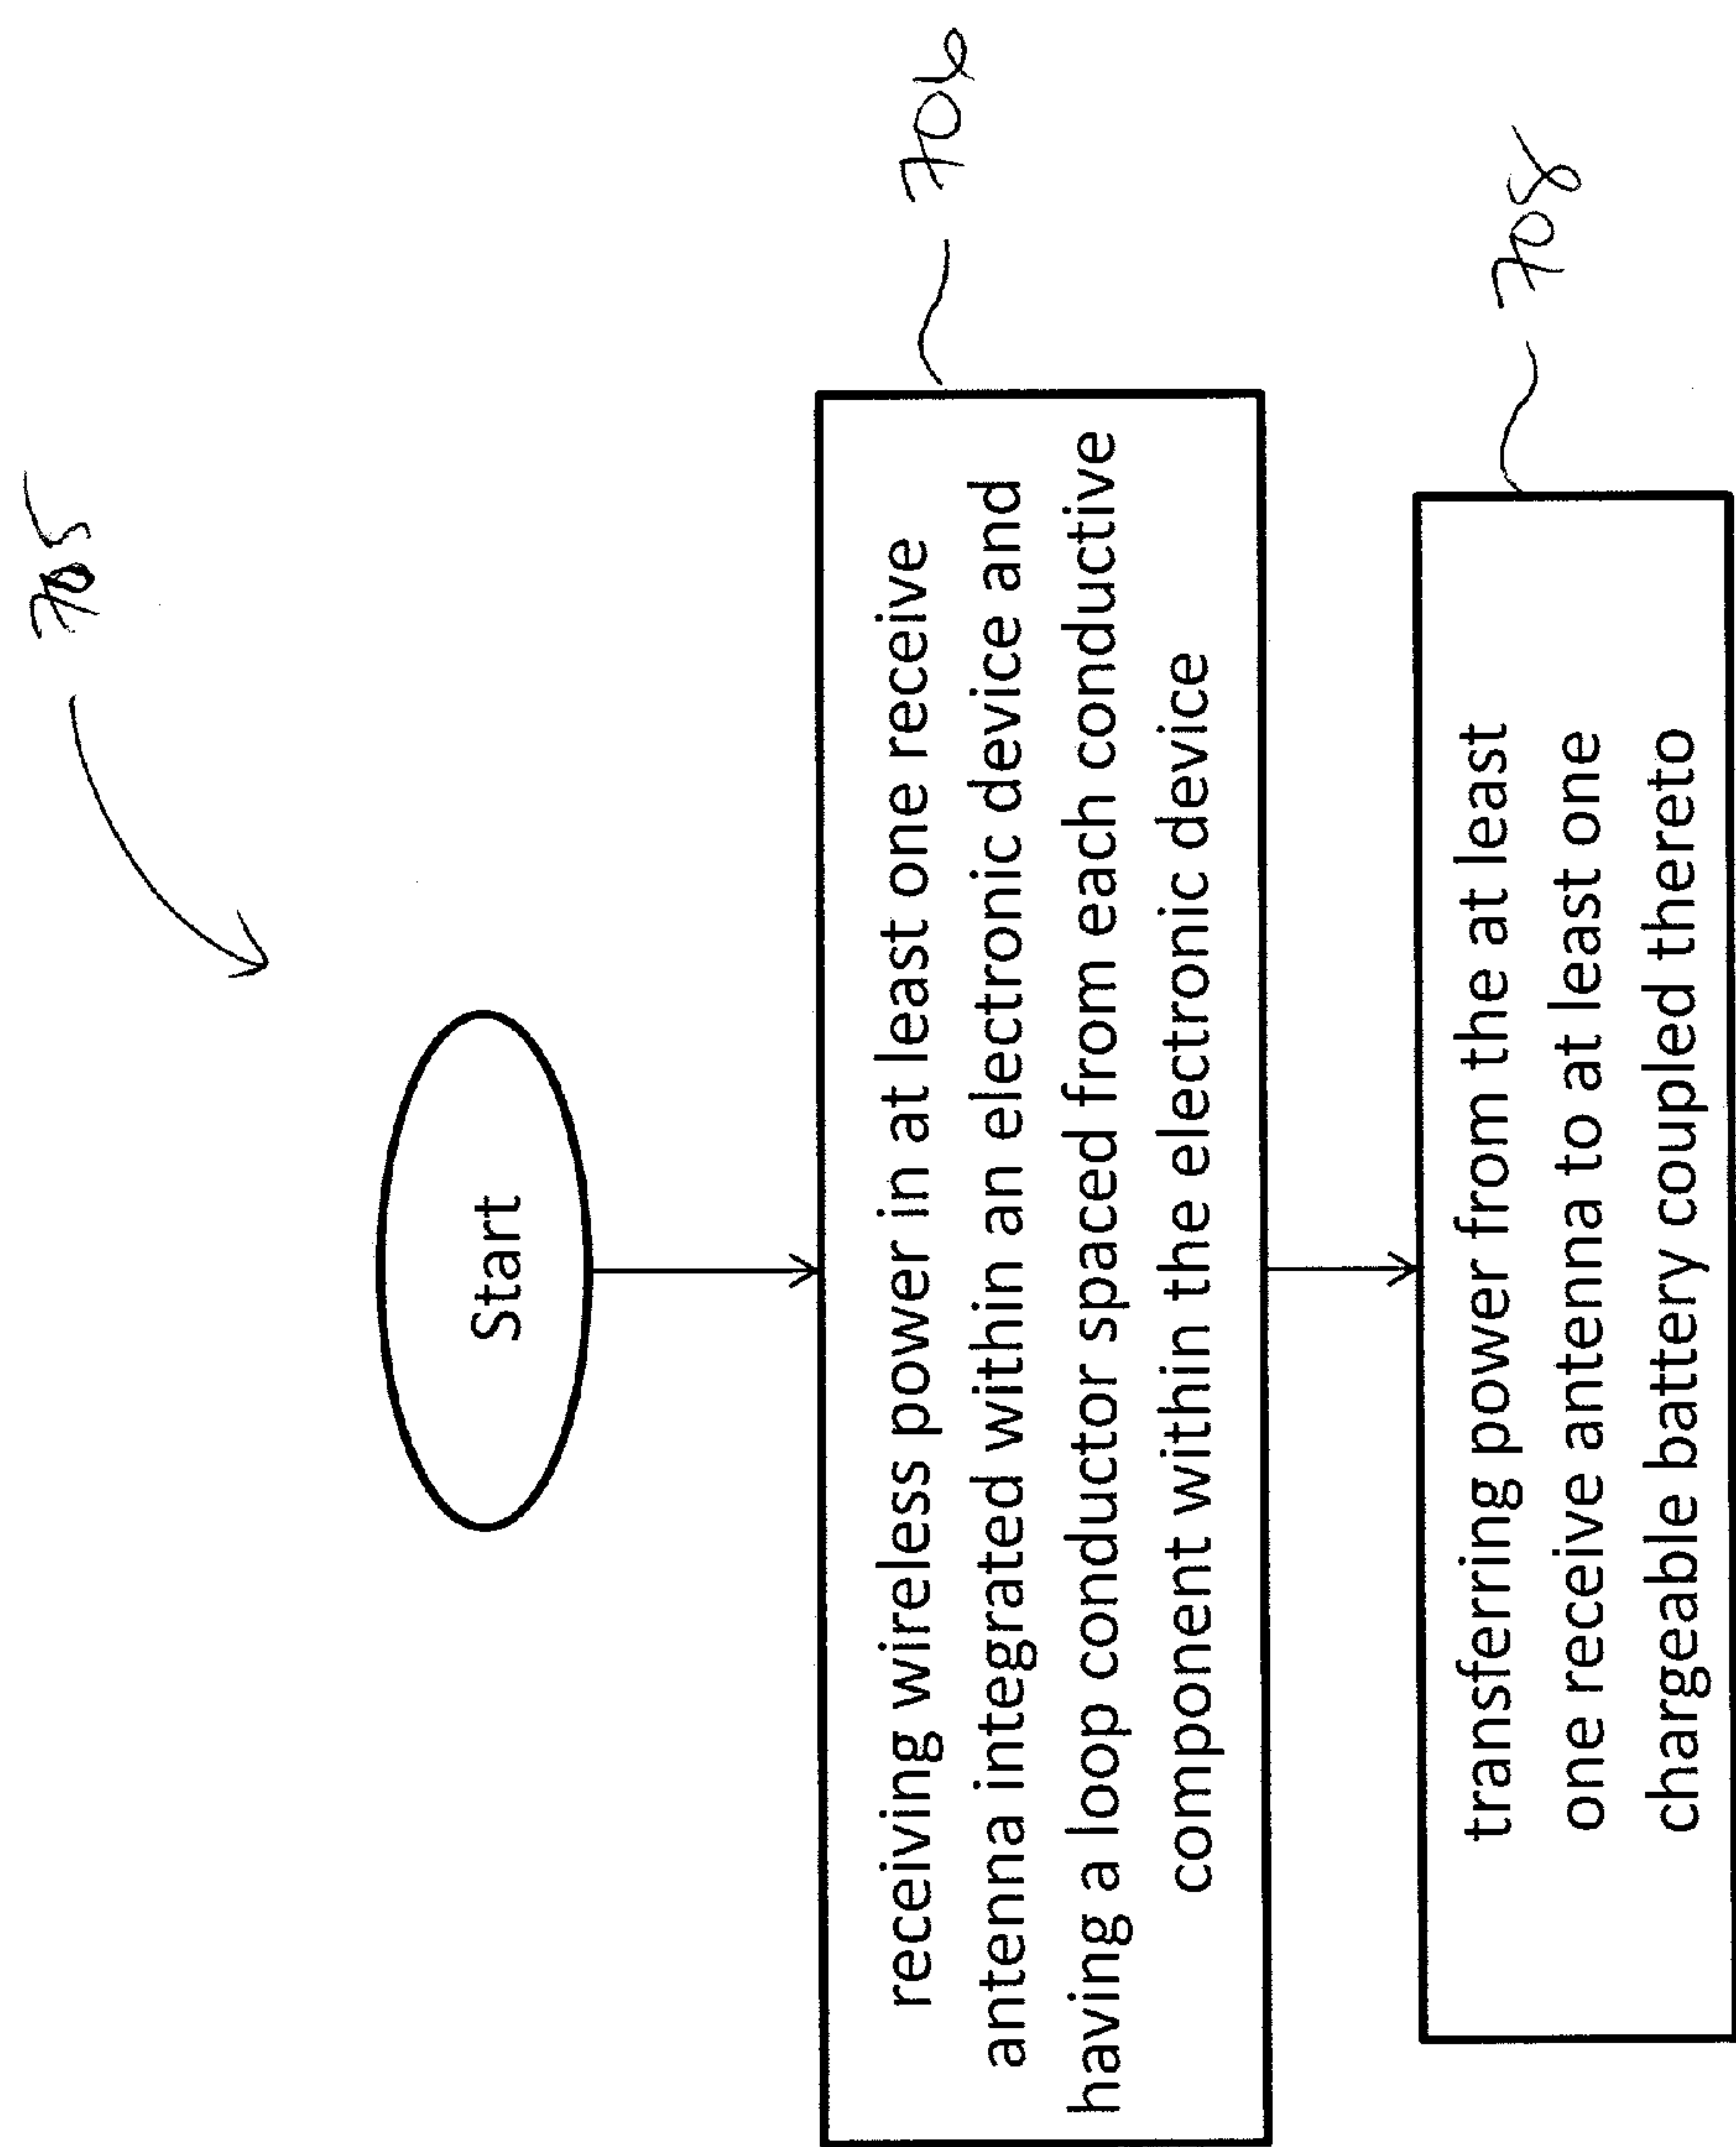 705
Start
receiving wireless power in at least one receive
antenna integrated within an electronic device and
having a loop conductor spaced from each conductive
component within the electronic device
706
transferring power from the at least
one receive antenna to at least one
chargeable battery coupled thereto
708